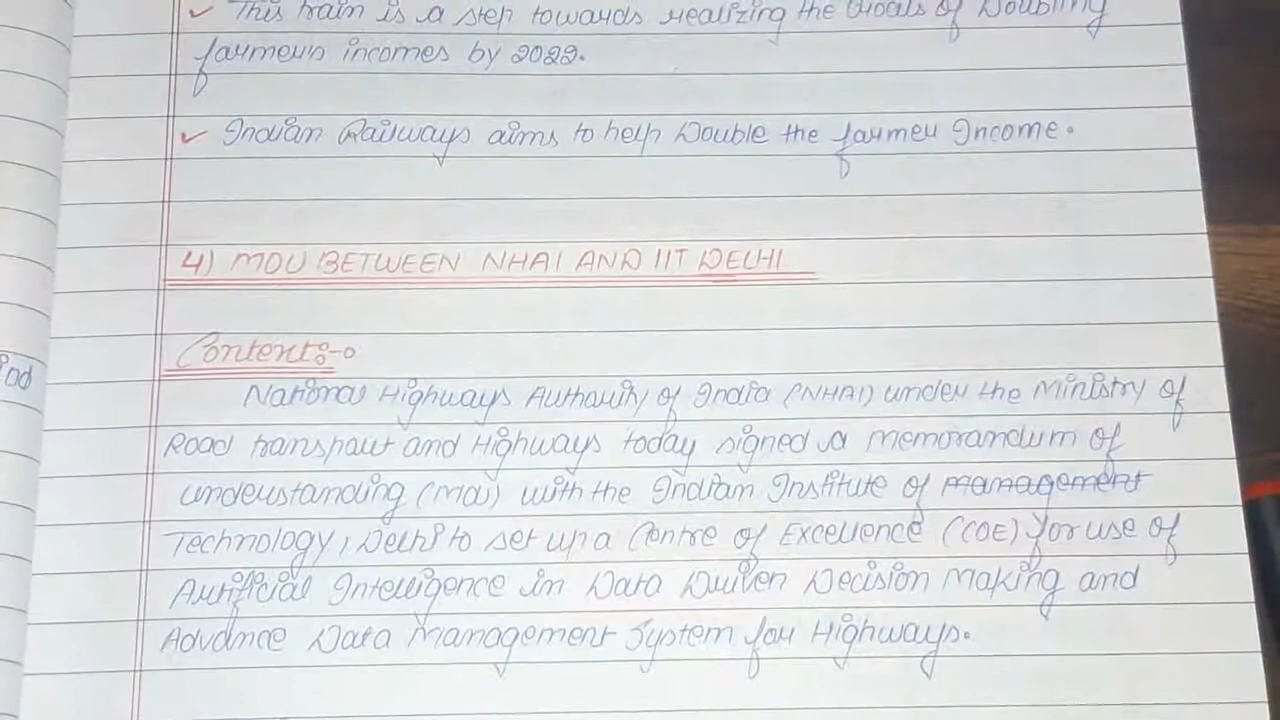 ✓ This train is a step towards realizing the Goals of Doubling
farmers incomes by 2022.
✓ Indian Railways aims to help Double the farmer Income.
4) MOU BETWEEN NHAI AND IIT DELHI
Content:-
National Highways Authority of India (NHAI) under the Ministry of
Road transport and Highways today signed a memorandum of
understanding (MOU) with the Indian Institute of management
Technology, Delhi to set up a Centre of Excellence (COE) for use of
Artificial Intelligence in Data Driven Decision Making and
Advance Data Management System for Highways.